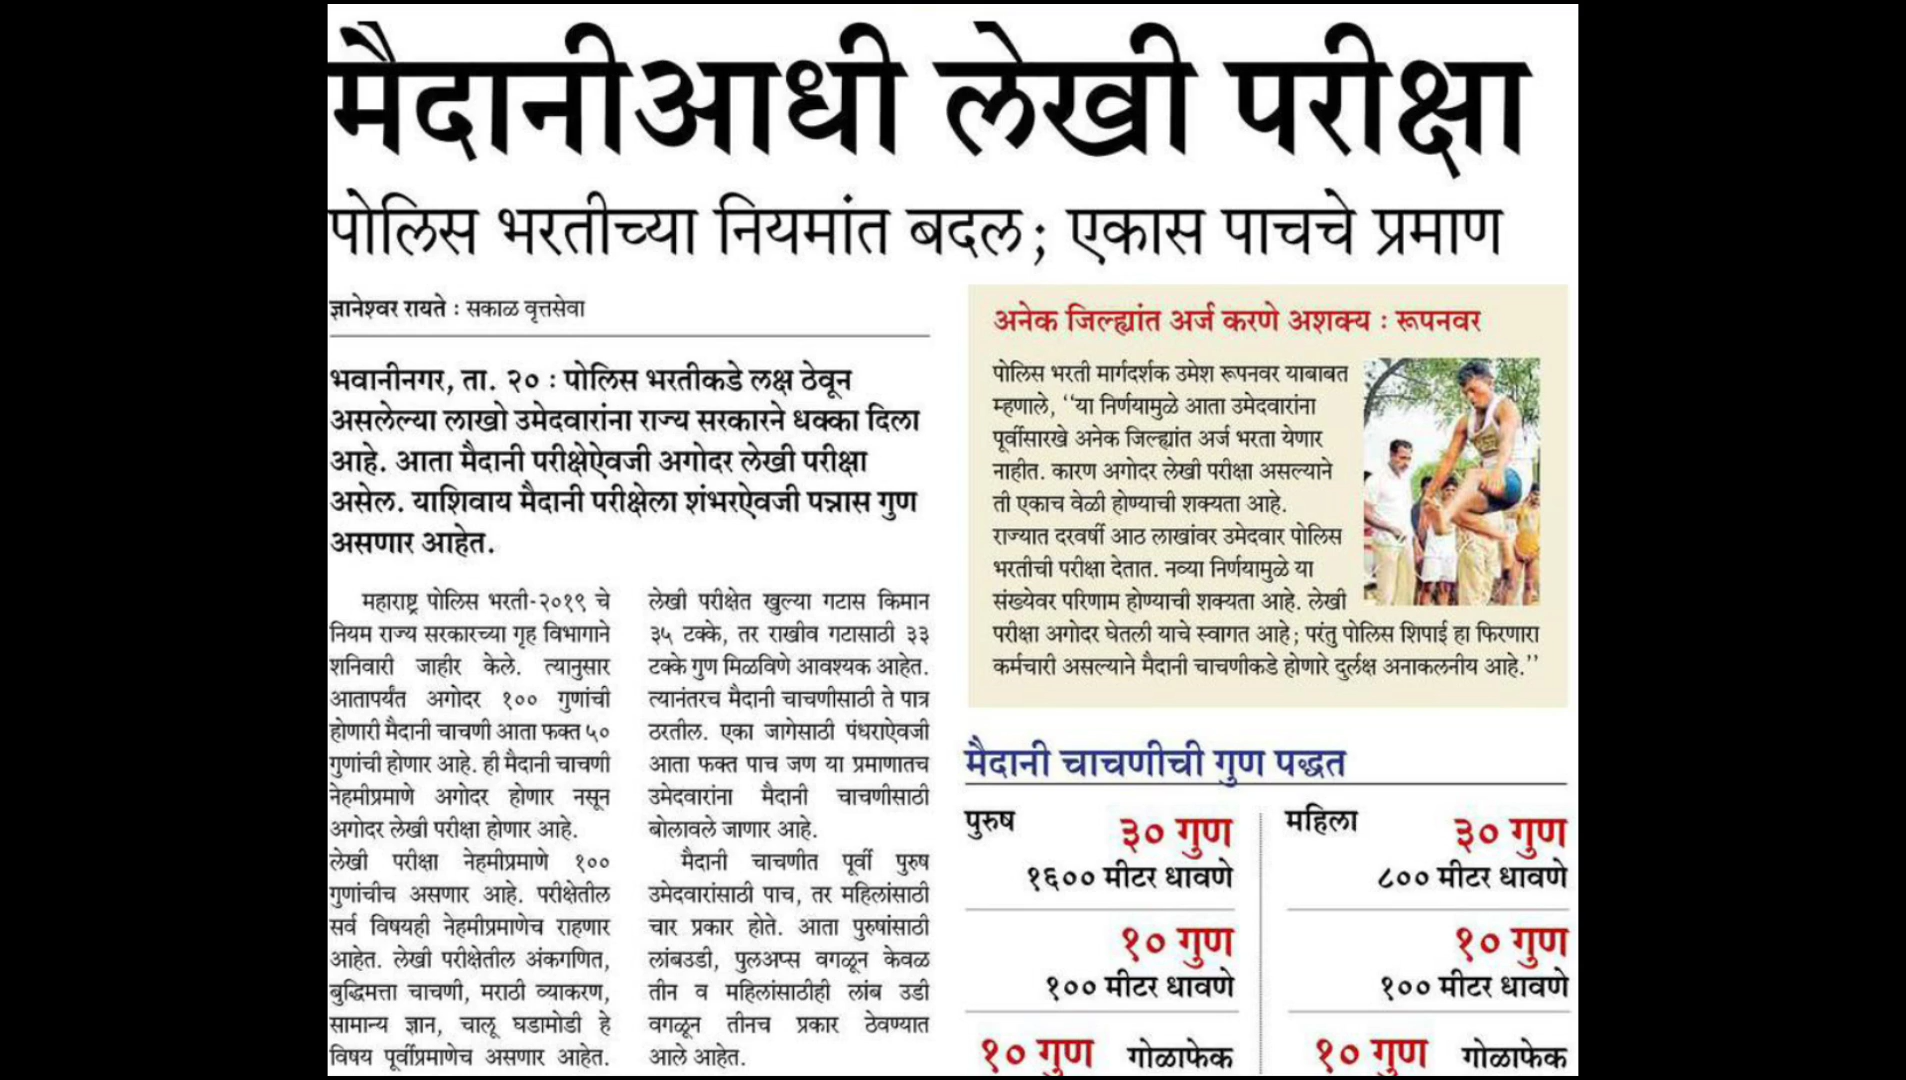 मैदानीआधी लेखी परीक्षा
पोलिस भरतीच्या नियमांत बदल; एकास पाचचे प्रमाण
ज्ञानेश्वर रायते : सकाळ वृत्तसेवा
भवानीनगर, ता. २० : पोलिस भरतीकडे लक्ष ठेवून
असलेल्या लाखो उमेदवारांना राज्य सरकारने धक्का दिला
आहे. आता मैदानी परीक्षेऐवजी अगोदर लेखी परीक्षा
असेल. याशिवाय मैदानी परीक्षेला शंभरऐवजी पन्नास गुण
असणार आहेत.
महाराष्ट्र पोलिस भरती-२०१९ चे
नियम राज्य सरकारच्या गृह विभागाने
शनिवारी जाहीर केले. त्यानुसार
आतापर्यंत अगोदर १०० गुणांची
होणारी मैदानी चाचणी आता फक्त ५०
गुणांची होणार आहे. ही मैदानी चाचणी
नेहमीप्रमाणे अगोदर होणार नसून
अगोदर लेखी परीक्षा होणार आहे.
लेखी परीक्षा नेहमीप्रमाणे १००
गुणांचीच असणार आहे. परीक्षेतील
सर्व विषयही नेहमीप्रमाणेच राहणार
आहेत. लेखी परीक्षेतील अंकगणित,
बुद्धिमत्ता चाचणी, मराठी व्याकरण,
सामान्य ज्ञान, चालू घडामोडी हे
विषय पूर्वीप्रमाणेच असणार आहेत.
लेखी परीक्षेत खुल्या गटास किमान
३५ टक्के, तर राखीव गटासाठी ३३
टक्के गुण मिळविणे आवश्यक आहेत.
त्यानंतरच मैदानी चाचणीसाठी ते पात्र
ठरतील. एका जागेसाठी पंधराऐवजी
आता फक्त पाच जण या प्रमाणातच
उमेदवारांना मैदानी चाचणीसाठी
बोलावले जाणार आहे.
मैदानी चाचणीत पूर्वी पुरुष
उमेदवारांसाठी पाच, तर महिलांसाठी
चार प्रकार होते. आता पुरुषांसाठी
लांबउडी, पुलअप्स वगळून केवळ
तीन व महिलांसाठीही लांब उडी
वगळून तीनच प्रकार ठेवण्यात
आले आहेत.
अनेक जिल्ह्यांत अर्ज करणे अशक्य : रूपनवर
पोलिस भरती मार्गदर्शक उमेश रूपनवर याबाबत
म्हणाले, ‘‘या निर्णयामुळे आता उमेदवारांना
पूर्वीसारखे अनेक जिल्ह्यांत अर्ज भरता येणार
नाहीत. कारण अगोदर लेखी परीक्षा असल्याने
ती एकाच वेळी होण्याची शक्यता आहे.
राज्यात दरवर्षी आठ लाखांवर उमेदवार पोलिस
भरतीची परीक्षा देतात. नव्या निर्णयामुळे या
संख्येवर परिणाम होण्याची शक्यता आहे. लेखी
परीक्षा अगोदर घेतली याचे स्वागत आहे; परंतु पोलिस शिपाई हा फिरणारा
कर्मचारी असल्याने मैदानी चाचणीकडे होणारे दुर्लक्ष अनाकलनीय आहे.’’
मैदानी चाचणीची गुण पद्धत
पुरुष ३० गुण
१६०० मीटर धावणे
१० गुण
१०० मीटर धावणे
१० गुण गोळाफेक
महिला ३० गुण
८०० मीटर धावणे
१० गुण
१०० मीटर धावणे
१० गुण गोळाफेक